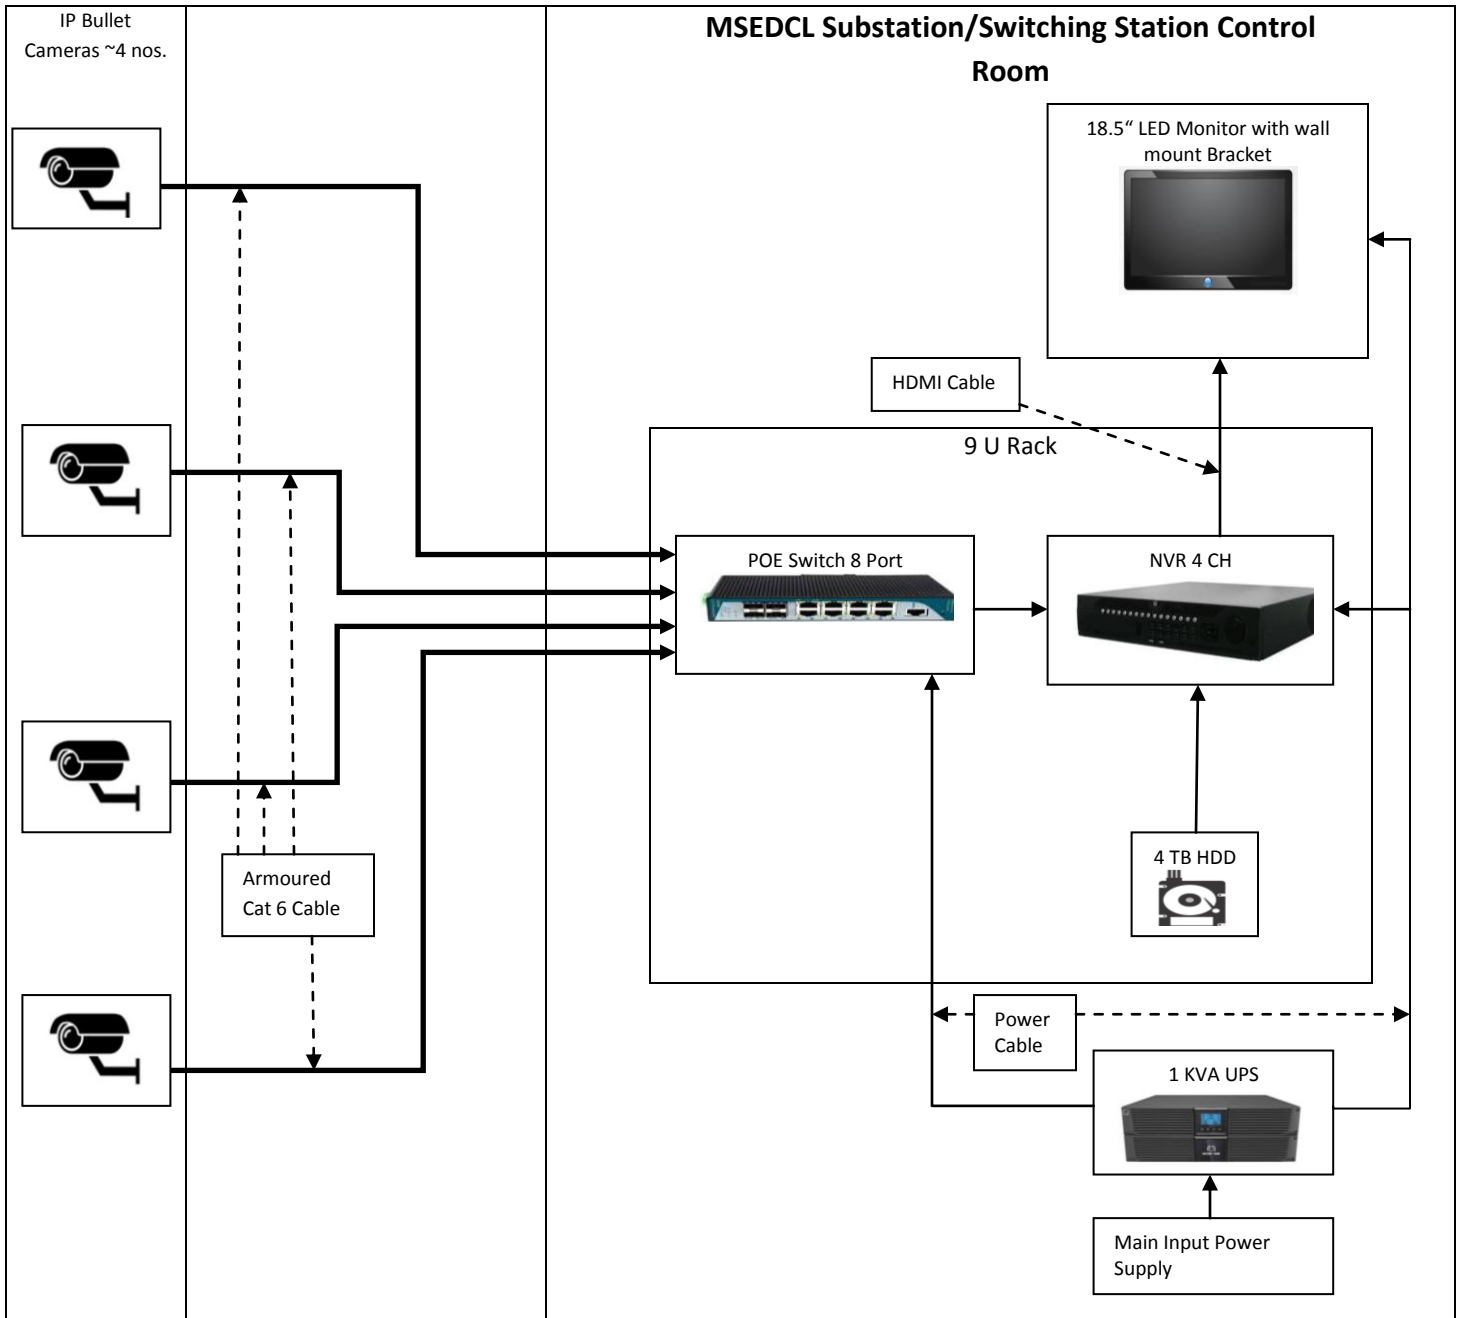 IP Bullet
Cameras ~4 nos.
MSEDCL Substation/Switching Station Control
Room
18.5“ LED Monitor with wall
mount Bracket
HDMI Cable
9 U Rack
POE Switch 8 Port
NVR 4 CH
4 TB HDD
Armoured
Cat 6 Cable
Power
Cable
1 KVA UPS
Main Input Power
Supply